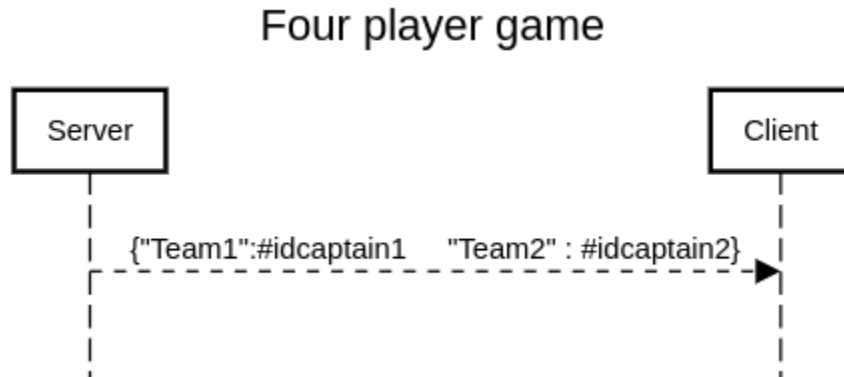 Four player game
Server Client
{"Team1":#idcaptain1 "Team2" : #idcaptain2}